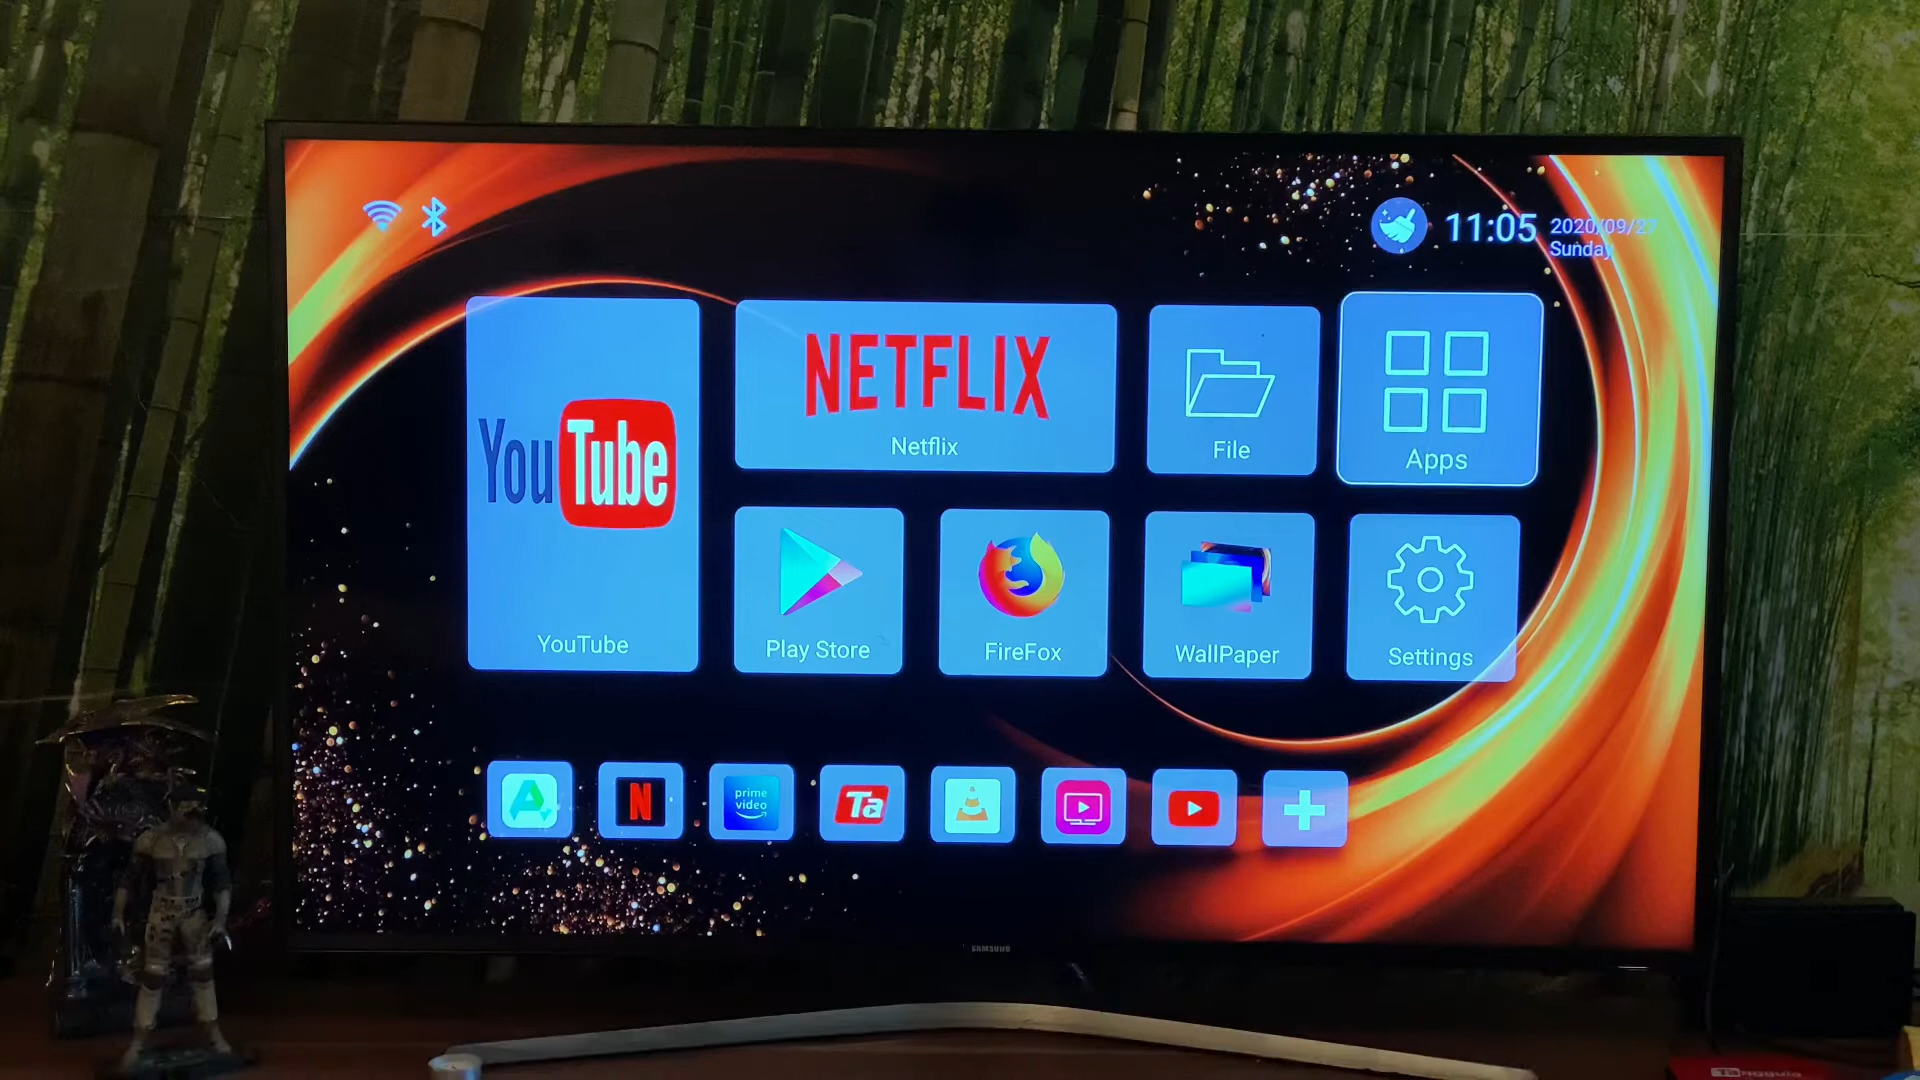 11:05
2020/09/27
Sunday
YouTube
YouTube
NETFLIX
Netflix
File
Apps
Play Store
FireFox
WallPaper
Settings
N
prime video
Ta
SAMSUNG